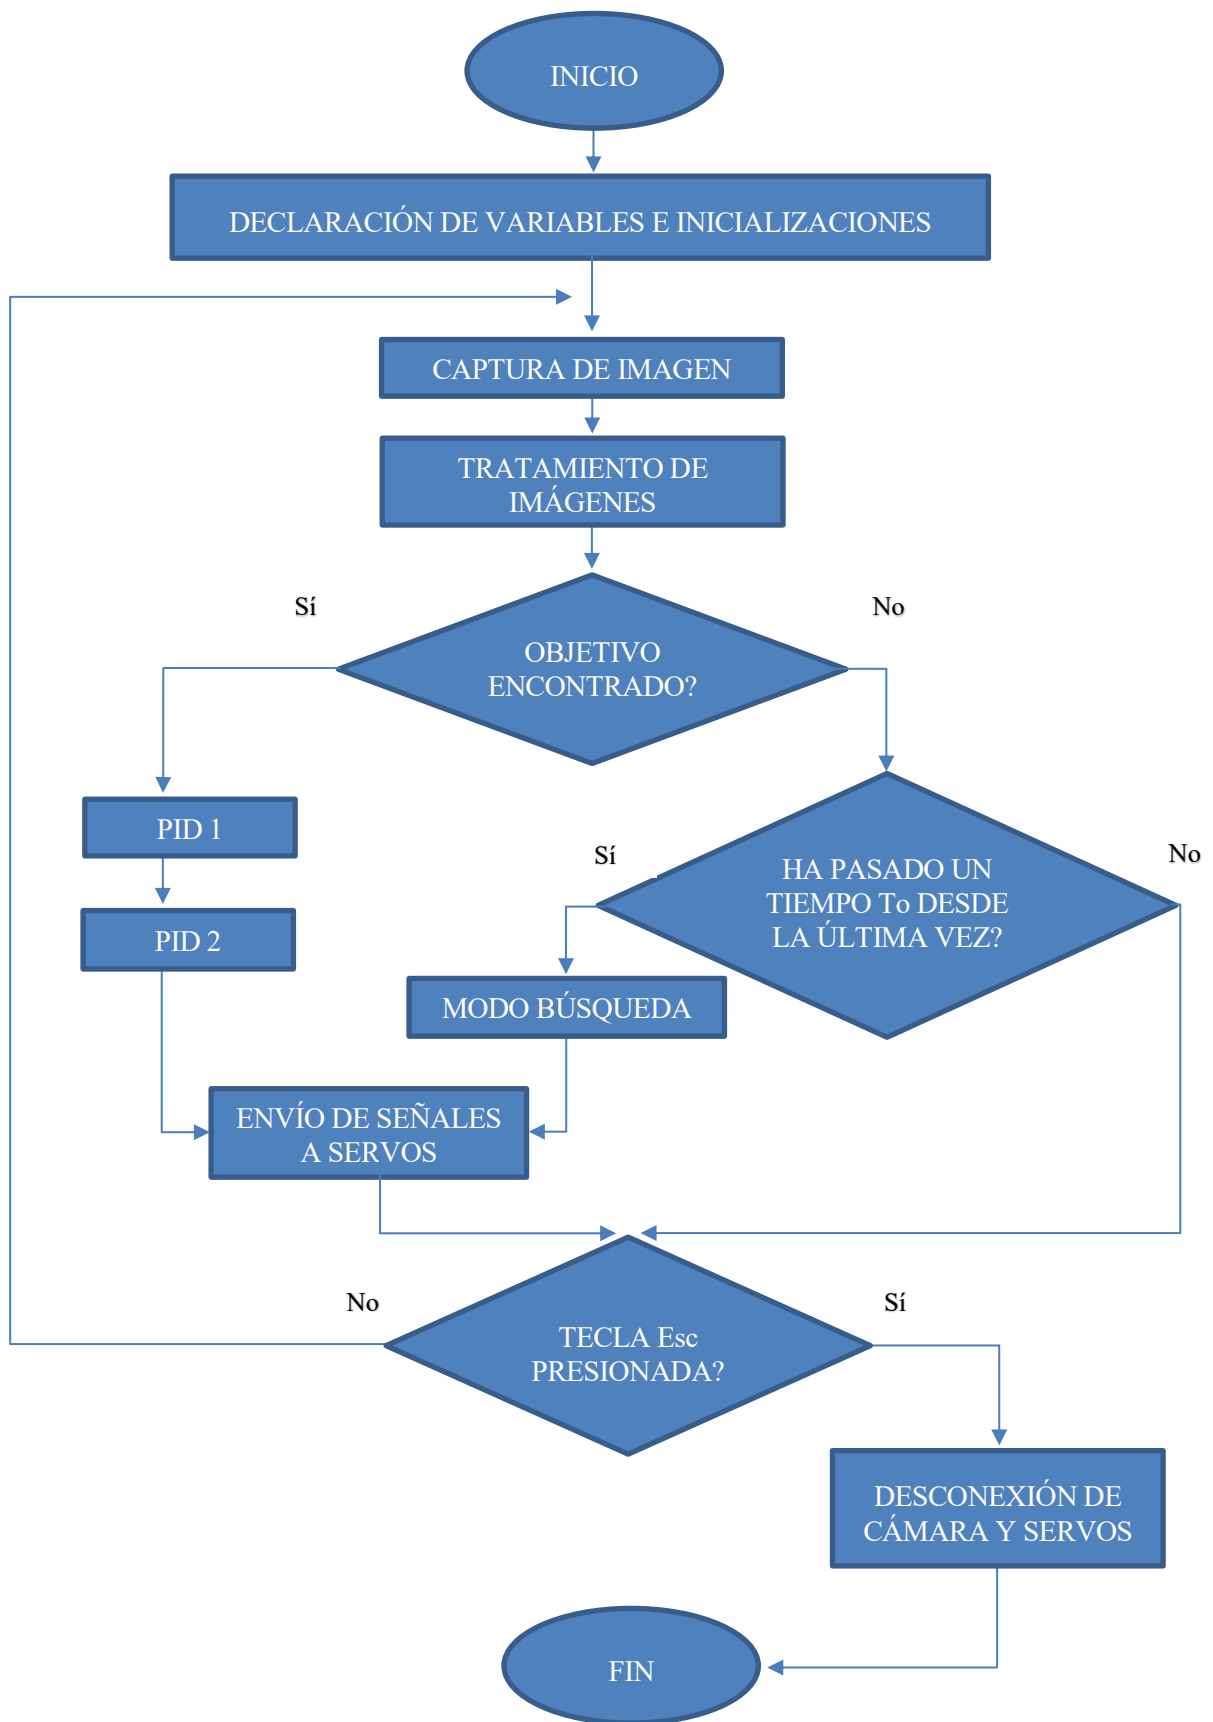 INICIO
DECLARACIÓN DE VARIABLES E INICIALIZACIONES
CAPTURA DE IMAGEN
TRATAMIENTO DE
IMÁGENES
Sí
No
OBJETIVO
ENCONTRADO?
PID 1
Sí
No
HA PASADO UN
TIEMPO To DESDE
LA ÚLTIMA VEZ?
PID 2
MODO BÚSQUEDA
ENVÍO DE SEÑALES
A SERVOS
No
Sí
TECLA Esc
PRESIONADA?
DESCONEXIÓN DE
CÁMARA Y SERVOS
FIN